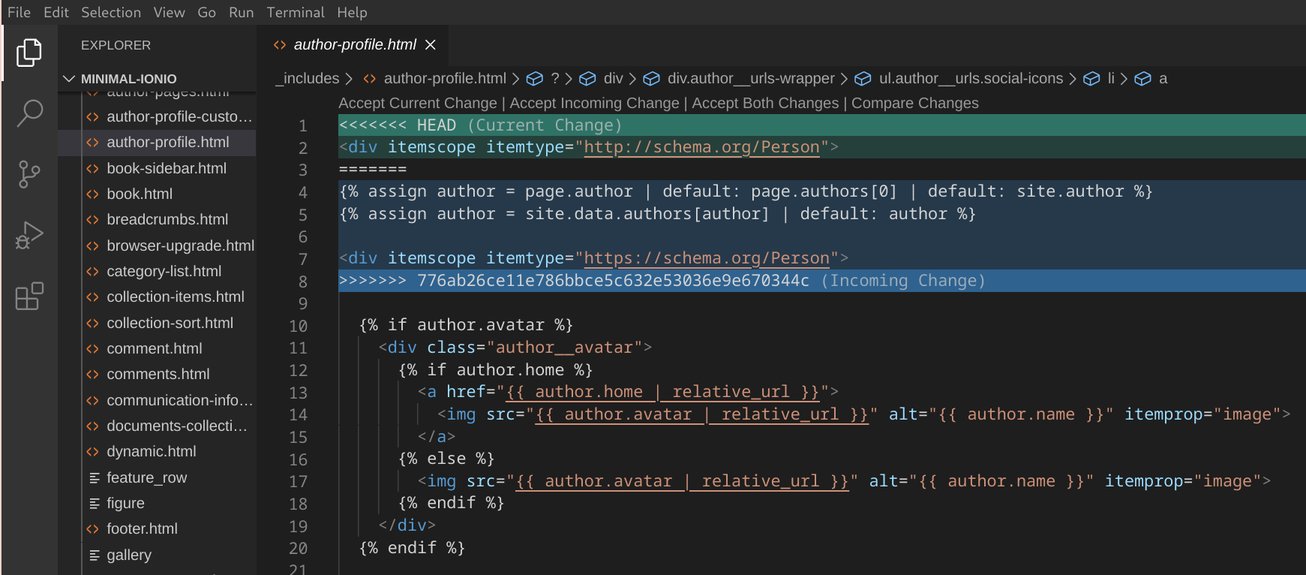 File Edit Selection View Go Run Terminal Help
EXPLORER
MINIMAL-IONIO
author-pages.html
author-profile-custo...
author-profile.html
book-sidebar.html
book.html
breadcrumbs.html
browser-upgrade.html
category-list.html
collection-items.html
collection-sort.html
comment.html
comments.html
communication-info...
documents-collecti...
dynamic.html
feature_row
figure
footer.html
gallery
author-profile.html
_includes > author-profile.html > ? > div > div.author__urls-wrapper > ul.author__urls.social-icons > li > a
Accept Current Change | Accept Incoming Change | Accept Both Changes | Compare Changes
1 <<<<<<< HEAD (Current Change)
2 <div itemscope itemtype="http://schema.org/Person">
3 =======
4 {% assign author = page.author | default: page.authors[0] | default: site.author %}
5 {% assign author = site.data.authors[author] | default: author %}
6
7 <div itemscope itemtype="https://schema.org/Person">
8 >>>>>>> 776ab26ce11e786bbce5c632e53036e9e670344c (Incoming Change)
9
10 {% if author.avatar %}
11 <div class="author__avatar">
12 {% if author.home %}
13 <a href="{{ author.home | relative_url }}">
14 <img src="{{ author.avatar | relative_url }}" alt="{{ author.name }}" itemprop="image">
15 </a>
16 {% else %}
17 <img src="{{ author.avatar | relative_url }}" alt="{{ author.name }}" itemprop="image">
18 {% endif %}
19 </div>
20 {% endif %}
21